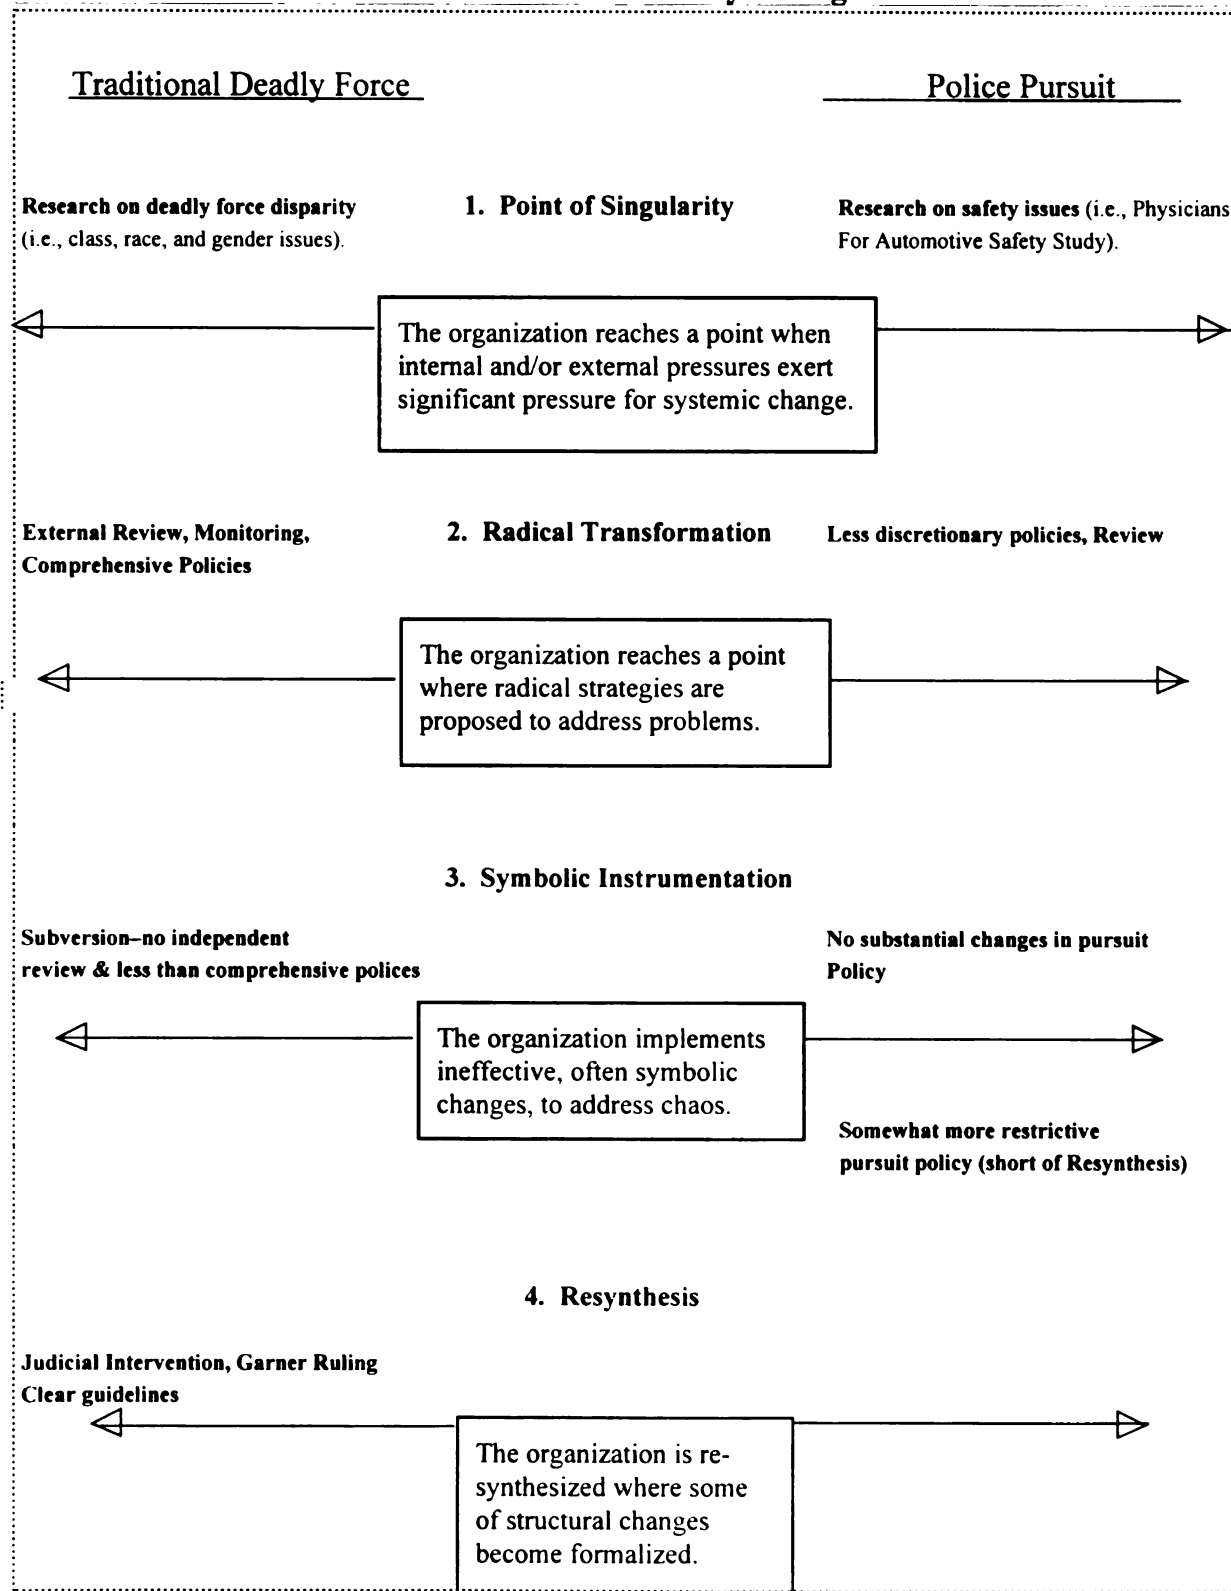 Traditional Deadly Force
Police Pursuit
1. Point of Singularity
Research on deadly force disparity
(i.e., class, race, and gender issues).
Research on safety issues (i.e., Physicians
For Automotive Safety Study).
The organization reaches a point when
internal and/or external pressures exert
significant pressure for systemic change.
2. Radical Transformation
External Review, Monitoring,
Comprehensive Policies
Less discretionary policies, Review
The organization reaches a point
where radical strategies are
proposed to address problems.
3. Symbolic Instrumentation
Subversion–no independent
review & less than comprehensive polices
No substantial changes in pursuit
Policy
The organization implements
ineffective, often symbolic
changes, to address chaos.
Somewhat more restrictive
pursuit policy (short of Resynthesis)
4. Resynthesis
Judicial Intervention, Garner Ruling
Clear guidelines
The organization is re-
synthesized where some
of structural changes
become formalized.